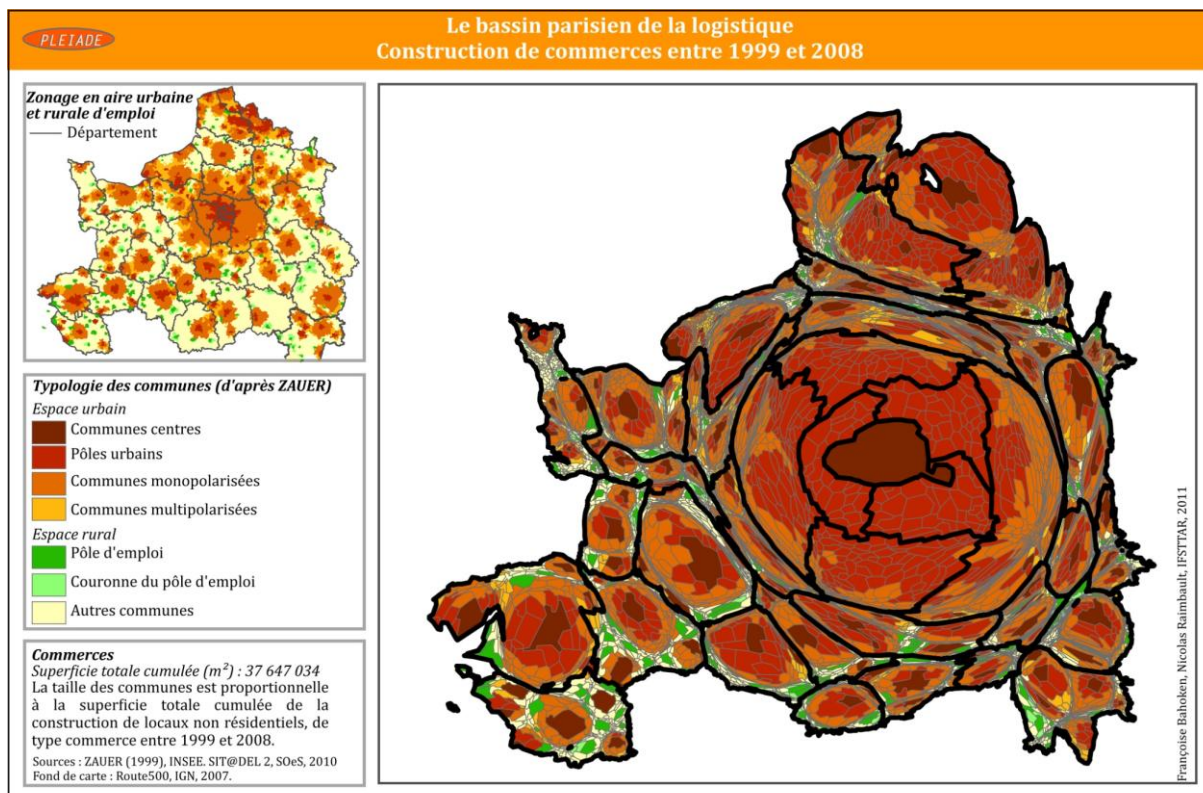 PLEIADE
Le bassin parisien de la logistique
Construction de commerces entre 1999 et 2008
Zonage en aire urbaine
et rurale d'emploi
Département
Typologie des communes (d'après ZAUER)
Espace urbain
Communes centres
Pôles urbains
Communes monopolarisées
Communes multipolarisées
Espace rural
Pôle d'emploi
Couronne du pôle d'emploi
Autres communes
Commerces
Superficie totale cumulée (m²) : 37 647 034
La taille des communes est proportionnelle
à la superficie totale cumulée de la
construction de locaux non résidentiels, de
type commerce entre 1999 et 2008.
Sources : ZAUER (1999), INSEE. SIT@DEL 2, SOeS, 2010
Fond de carte : Route500, IGN, 2007.
Françoise Bahoken, Nicolas Raimbault, IFSTTAR, 2011